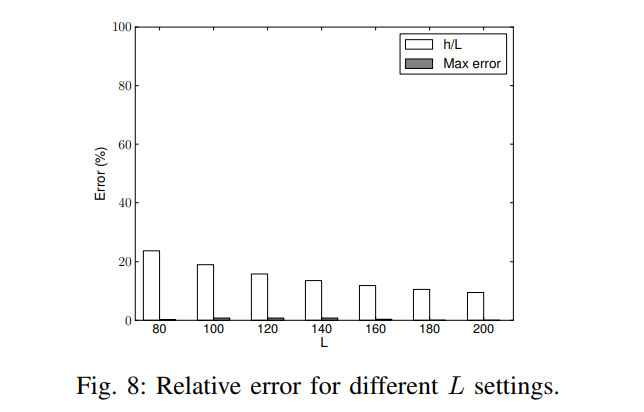 100
80
60
40
20
0
Error (%)
h/L
Max error
80 100 120 140 160 180 200
L
Fig. 8: Relative error for different L settings.